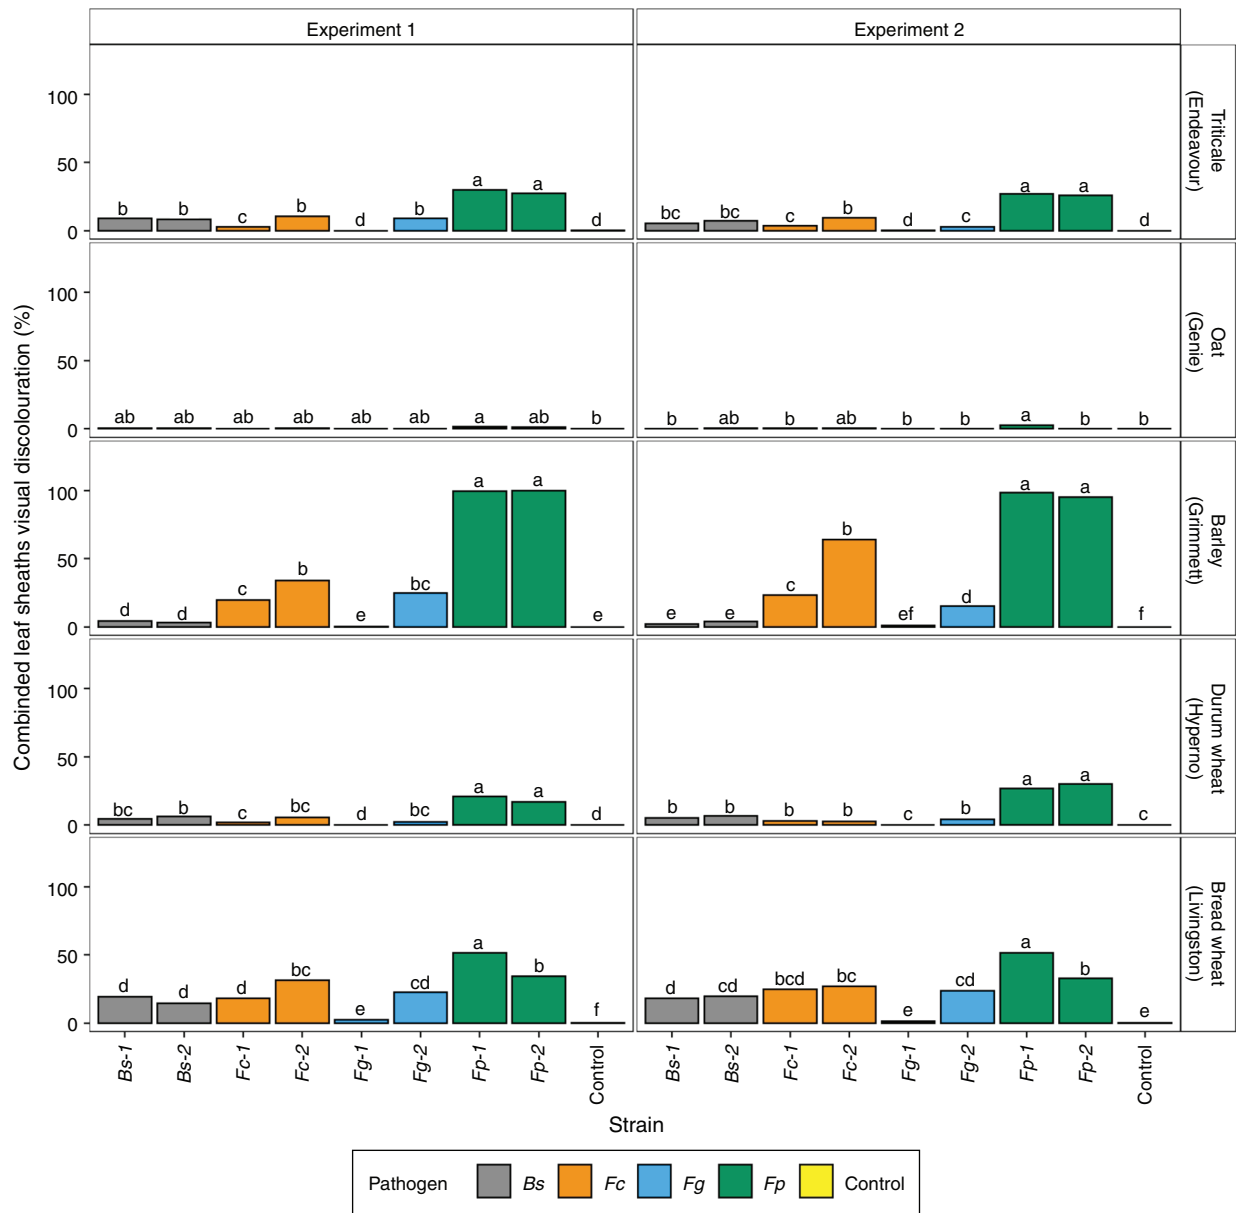 Experiment 1 Experiment 2
Combinded leaf sheaths visual discolouration (%)
100
50
0
b b c b d b a a d
bc bc c b d c a a d
Triticale
(Endeavour)
100
50
0
ab ab ab ab ab ab a ab b
b ab b ab b b a b b
Oat
(Genie)
100
50
0
d d c b e bc a a e
e e c b ef d a a f
Barley
(Grimmett)
100
50
0
bc b c bc d bc a a d
b b b b c b a a c
Durum wheat
(Hyperno)
100
50
0
d d d bc e cd a b f
d cd bcd bc e cd a b e
Bread wheat
(Livingston)
Bs-1 Bs-2 Fc-1 Fc-2 Fg-1 Fg-2 Fp-1 Fp-2 Control
Bs-1 Bs-2 Fc-1 Fc-2 Fg-1 Fg-2 Fp-1 Fp-2 Control
Strain
Pathogen Bs Fc Fg Fp Control